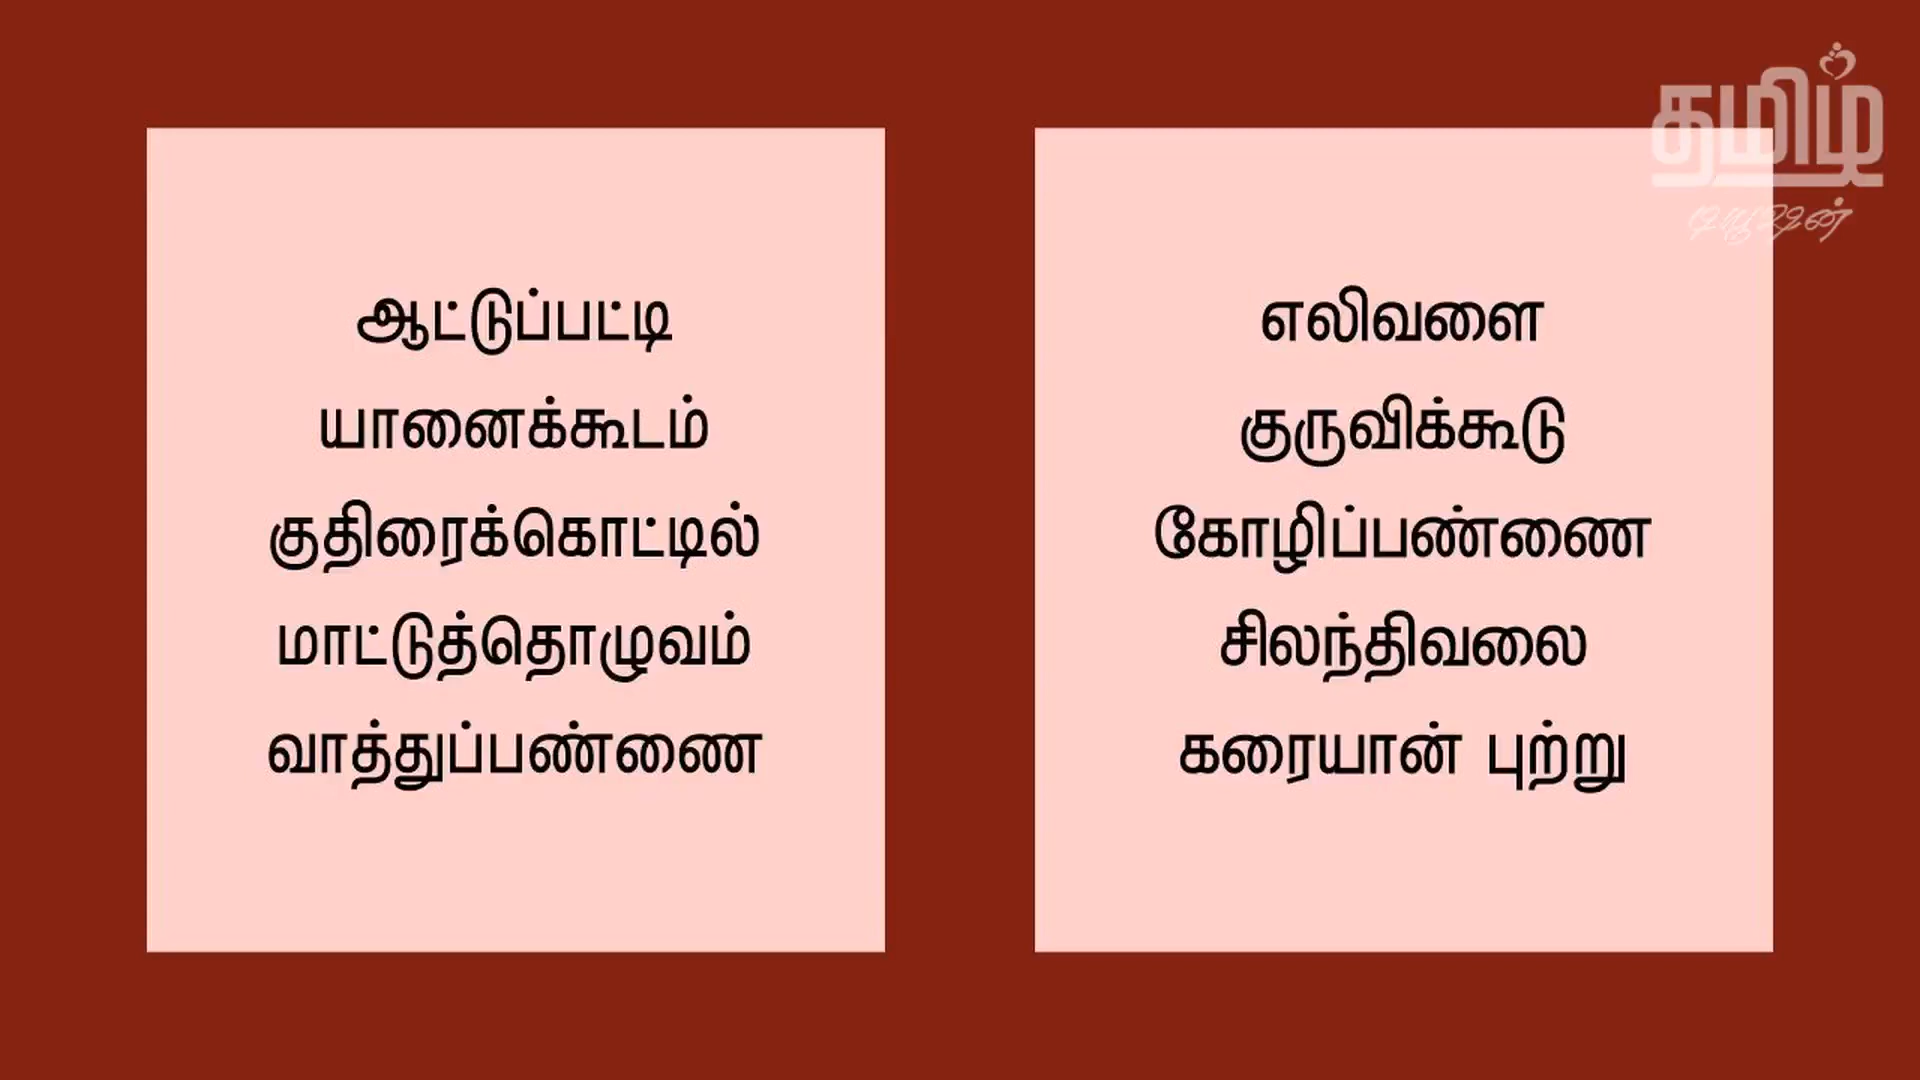 ஆட்டுப்பட்டி
யானைக்கூடம்
குதிரைக்கொட்டில்
மாட்டுத்தொழுவம்
வாத்துப்பண்ணை
எலிவளை
குருவிக்கூடு
கோழிப்பண்ணை
சிலந்திவலை
கரையான் புற்று
தமிழ்